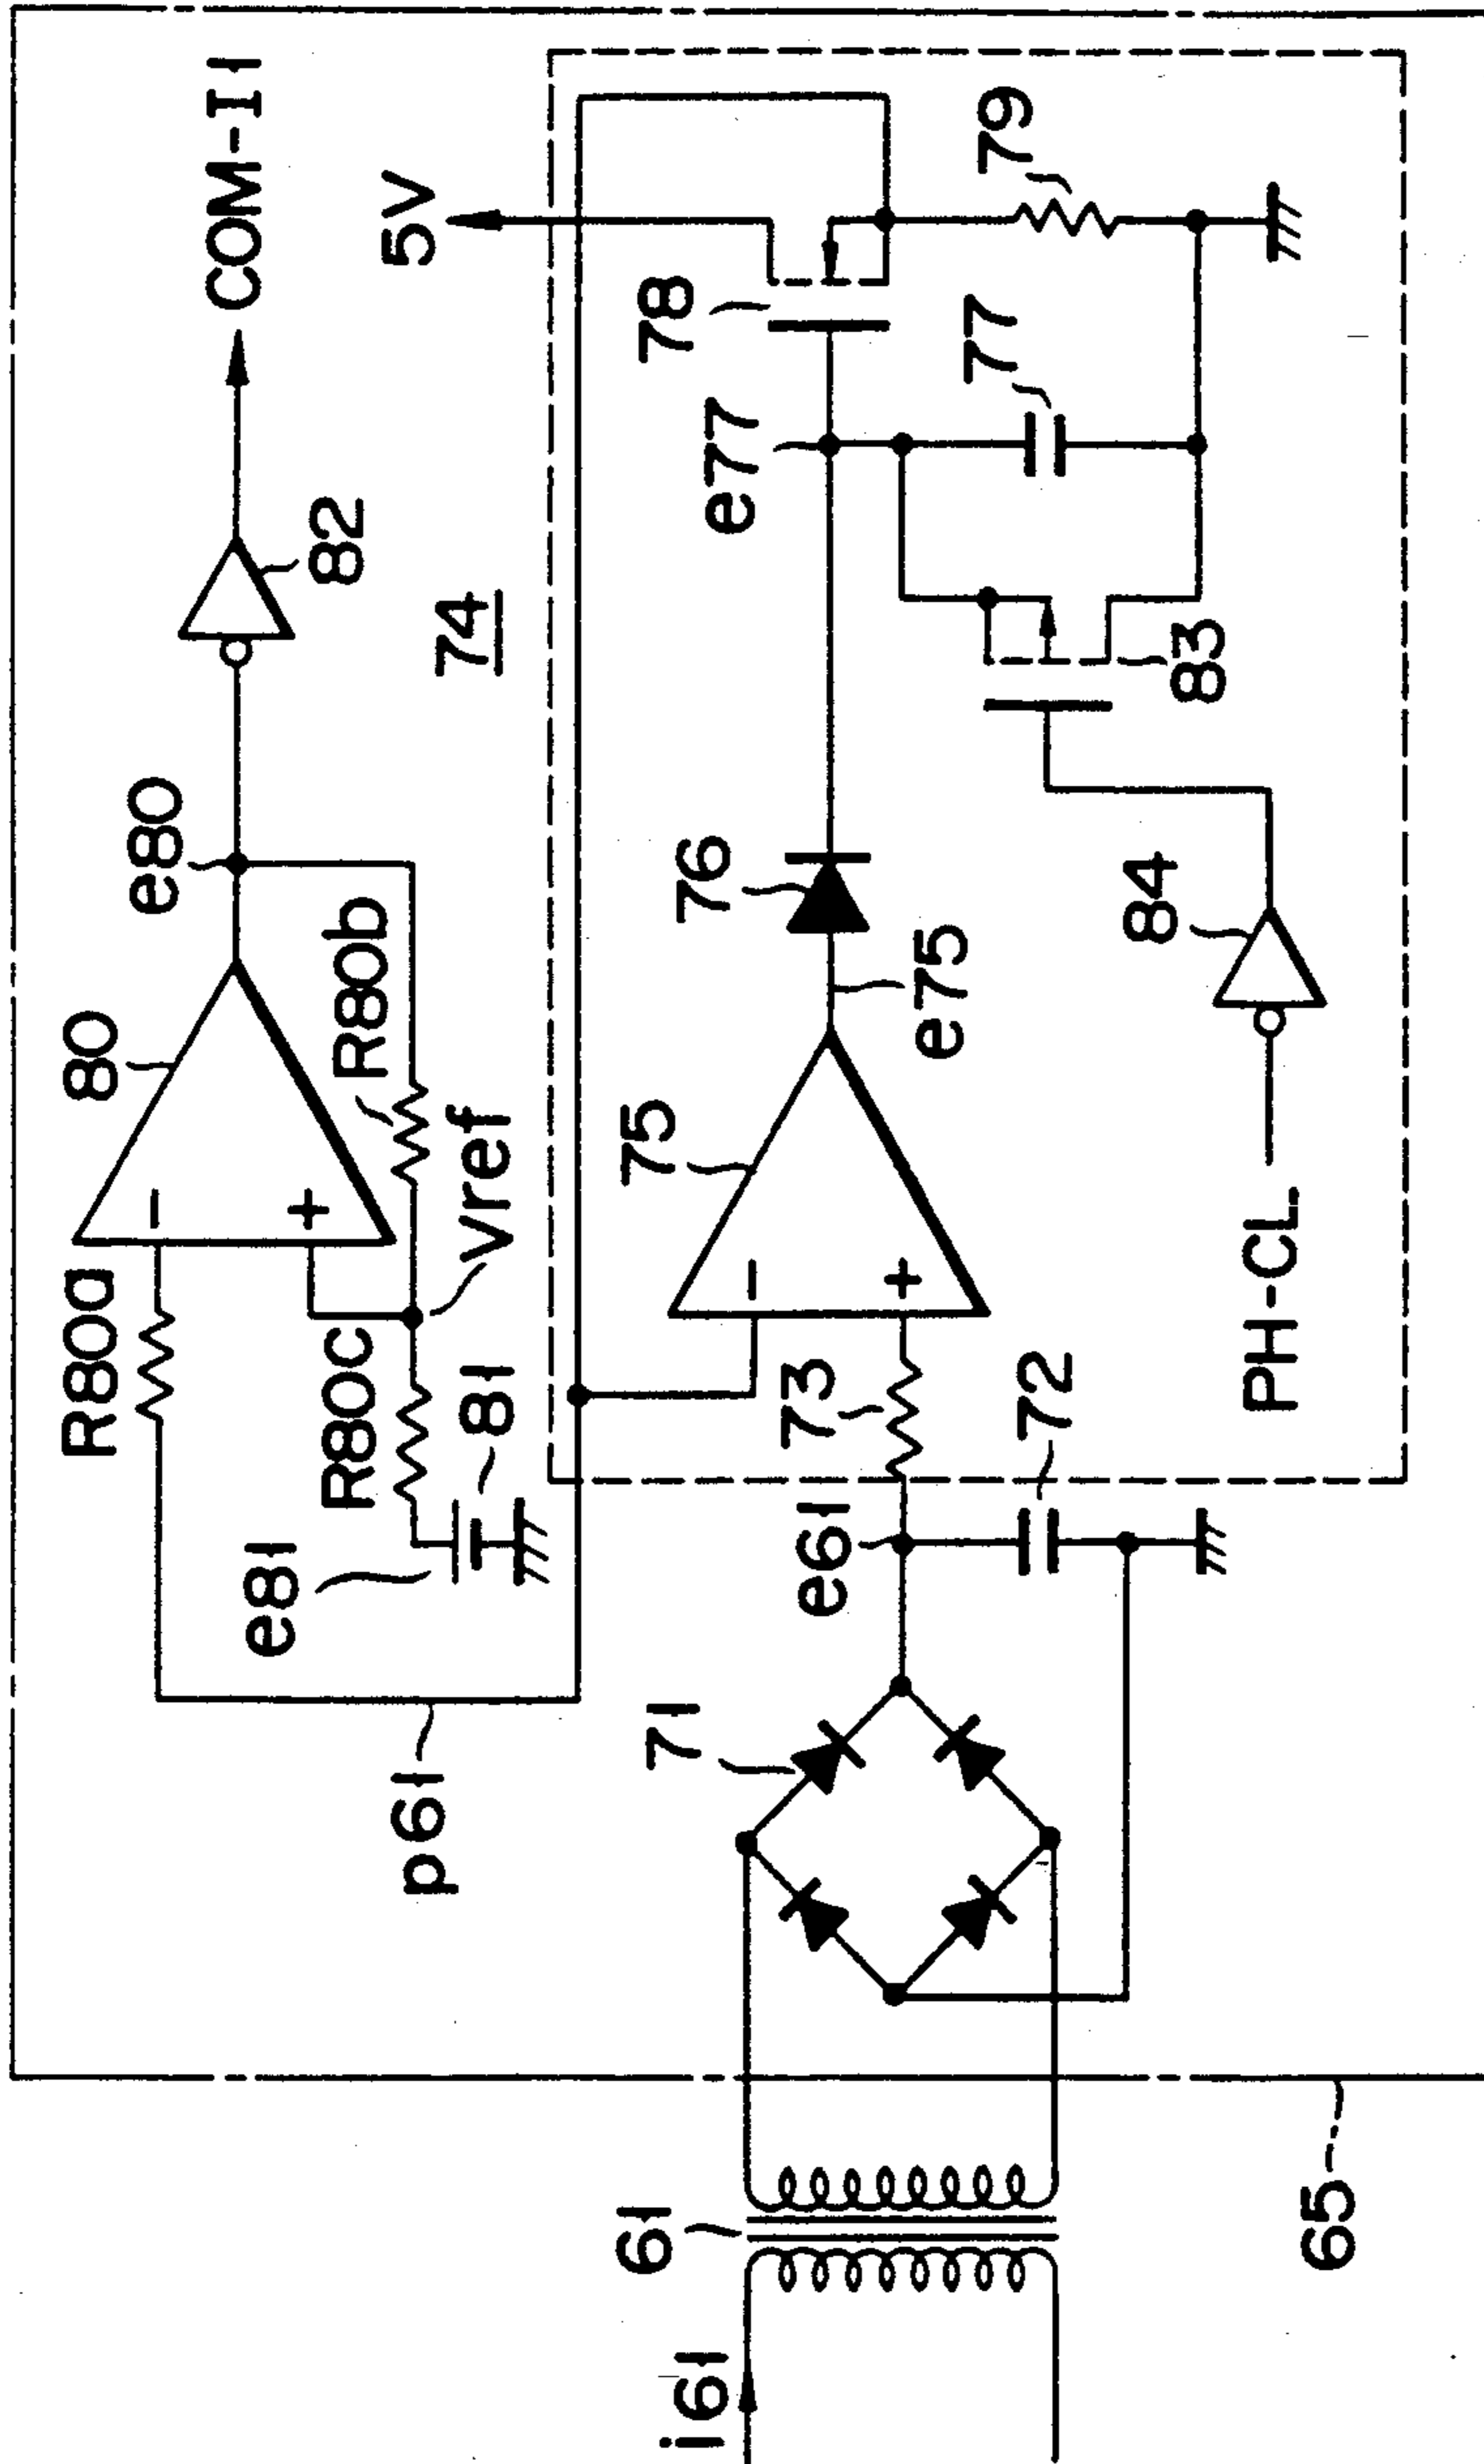 COM-I1
82
e80
80
R80b
R80a
Vref
R80c
81
e81
p61
74
5V
78
79
e77
77
76
e75
75
83
84
PH-CL
73
72
e61
71
61
i61
65